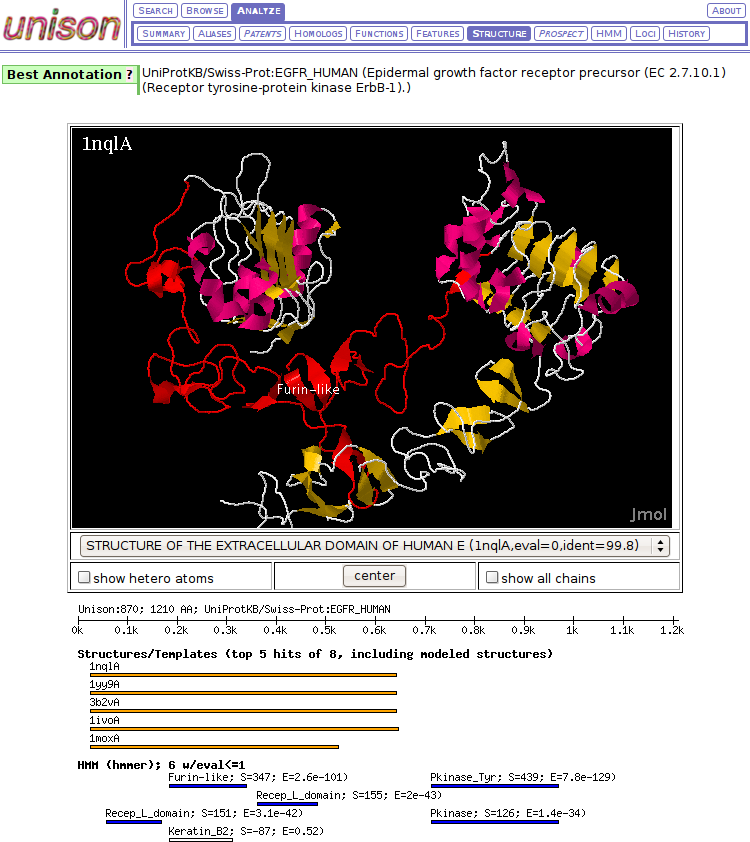 unison
Search Browse Analyze About
Summary Aliases Patents Homologs Functions Features Structure Prospect HMM Loci History
Best Annotation ? UniProtKB/Swiss-Prot:EGFR_HUMAN (Epidermal growth factor receptor precursor (EC 2.7.10.1)
(Receptor tyrosine-protein kinase ErbB-1).)
1nqlA
Furin-like
Jmol
STRUCTURE OF THE EXTRACELLULAR DOMAIN OF HUMAN E (1nqlA,eval=0,ident=99.8)
show hetero atoms center show all chains
Unison:870; 1210 AA; UniProtKB/Swiss-Prot:EGFR_HUMAN
0k 0.1k 0.2k 0.3k 0.4k 0.5k 0.6k 0.7k 0.8k 0.9k 1k 1.1k 1.2k
Structures/Templates (top 5 hits of 8, including modeled structures)
1nqlA
1yy9A
3b2vA
1ivoA
1moxA
HMM (hmmer); 6 w/eval<=1
Furin-like; S=347; E=2.6e-101) Pkinase_Tyr; S=439; E=7.8e-129)
Recep_L_domain; S=155; E=2e-43)
Recep_L_domain; S=151; E=3.1e-42) Pkinase; S=126; E=1.4e-34)
Keratin_B2; S=-87; E=0.52)